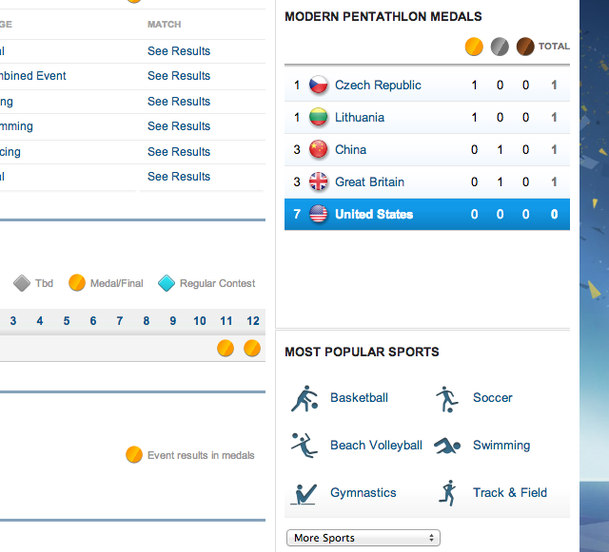 GE MATCH
al See Results
mbined Event See Results
ng See Results
mming See Results
cing See Results
al See Results
Tbd Medal/Final Regular Contest
3 4 5 6 7 8 9 10 11 12
Event results in medals
MODERN PENTATHLON MEDALS
TOTAL
1 Czech Republic 1 0 0 1
1 Lithuania 1 0 0 1
3 China 0 1 0 1
3 Great Britain 0 1 0 1
7 United States 0 0 0 0
MOST POPULAR SPORTS
Basketball Soccer
Beach Volleyball Swimming
Gymnastics Track & Field
More Sports